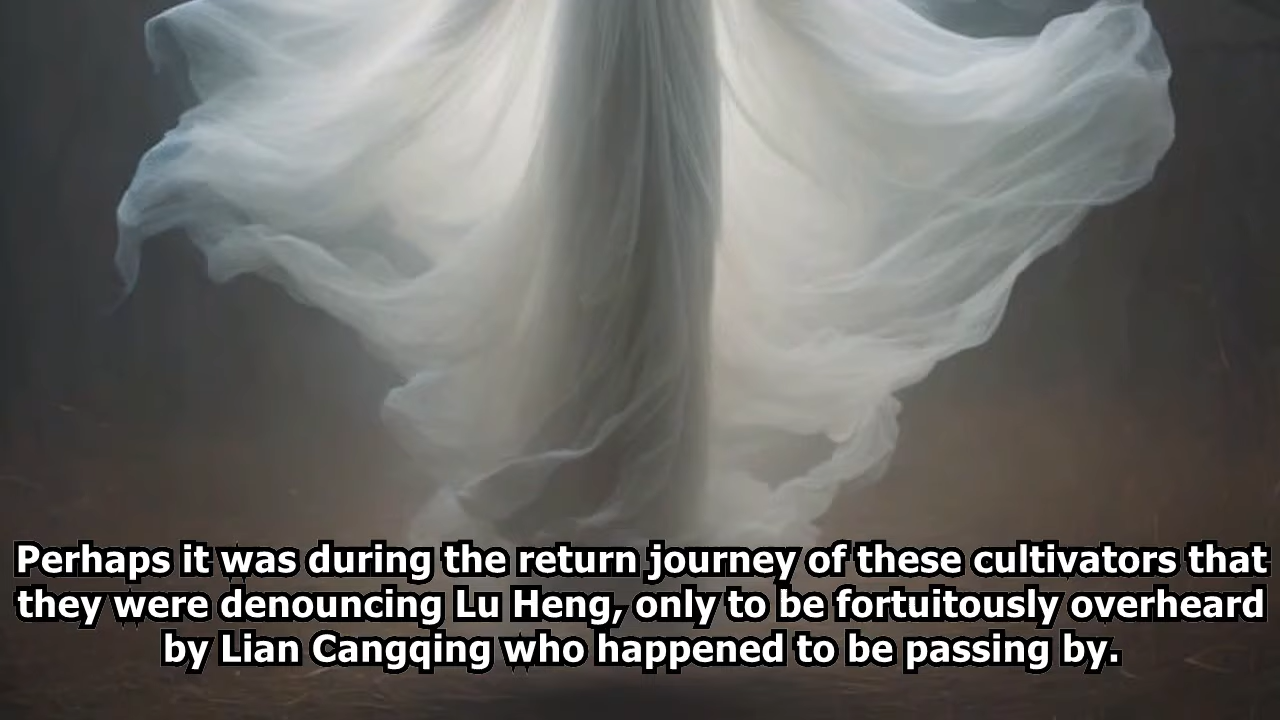 Perhaps it was during the return journey of these cultivators that
they were denouncing Lu Heng, only to be fortuitously overheard
by Lian Cangqing who happened to be passing by.